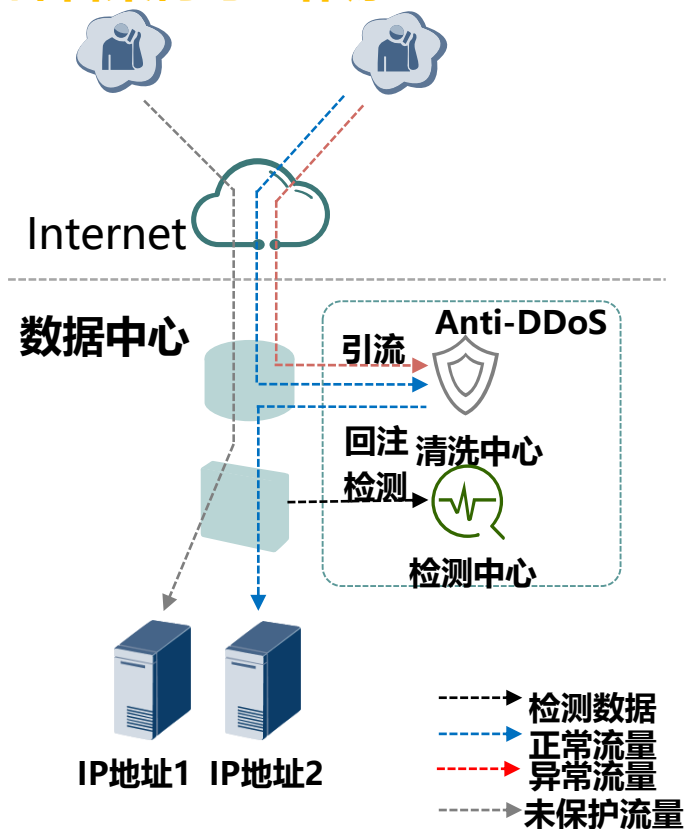 Internet
数据中心
Anti-DDoS
引流
回注
清洗中心
检测
检测中心
IP地址1
IP地址2
检测数据
正常流量
异常流量
未保护流量